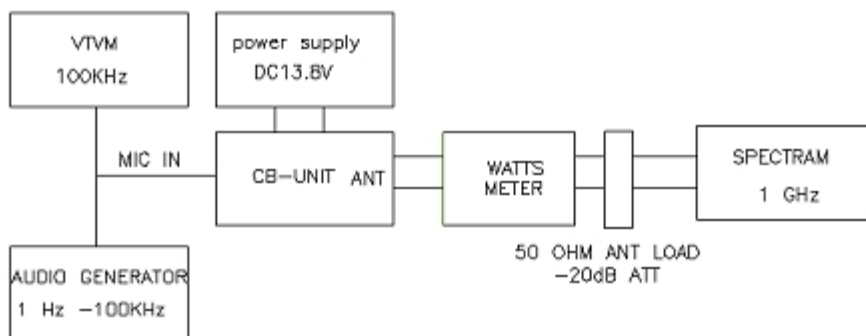 VTVM
100KHz
power supply
DC13.8V
MIC IN
CB-UNIT ANT
WATTS
METER
SPECTRAM
1 GHz
50 OHM ANT LOAD
-20dB ATT
AUDIO GENERATOR
1 Hz -100KHz